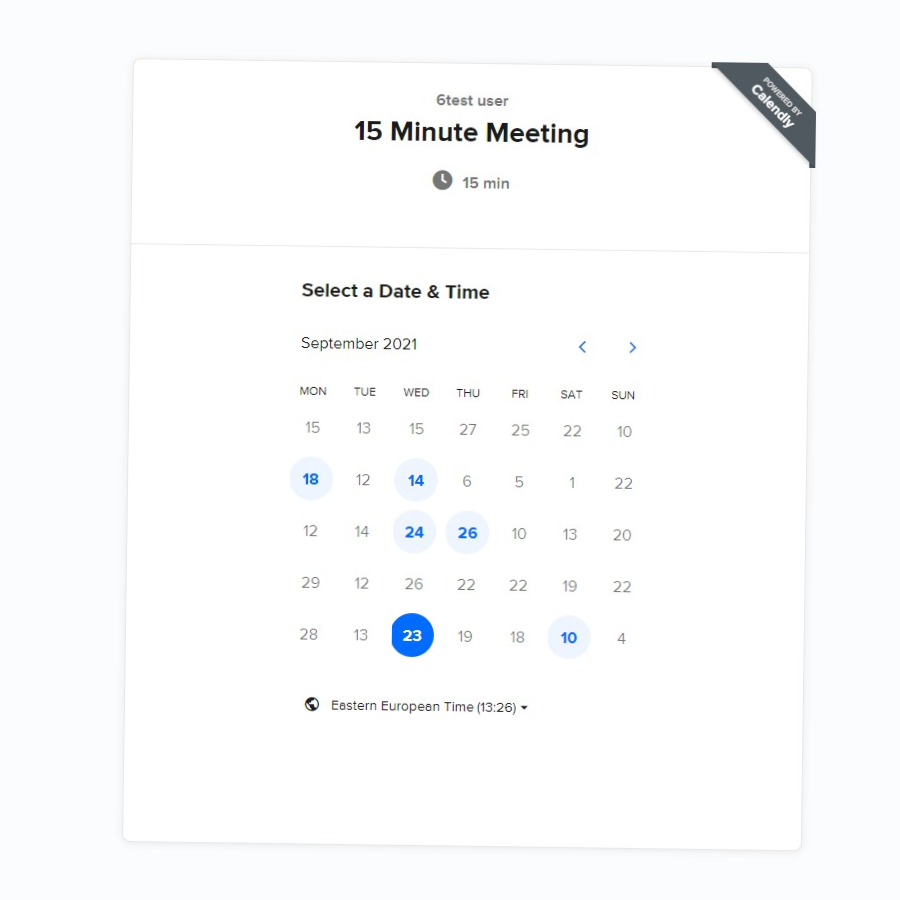 POWERED BY
Calendly
6test user
15 Minute Meeting
15 min
Select a Date & Time
September 2021
MON TUE WED THU FRI SAT SUN
15 13 15 27 25 22 10
18 12 14 6 5 1 22
12 14 24 26 10 13 20
29 12 26 22 22 19 22
28 13 23 19 18 10 4
Eastern European Time (13:26)